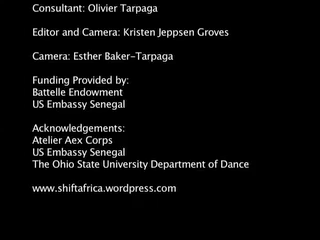 Consultant: Olivier Tarpaga
Editor and Camera: Kristen Jeppsen Groves
Camera: Esther Baker-Tarpaga
Funding Provided by:
Battelle Endowment
US Embassy Senegal
Acknowledgements:
Atelier Aex Corps
US Embassy Senegal
The Ohio State University Department of Dance
www.shiftafrica.wordpress.com